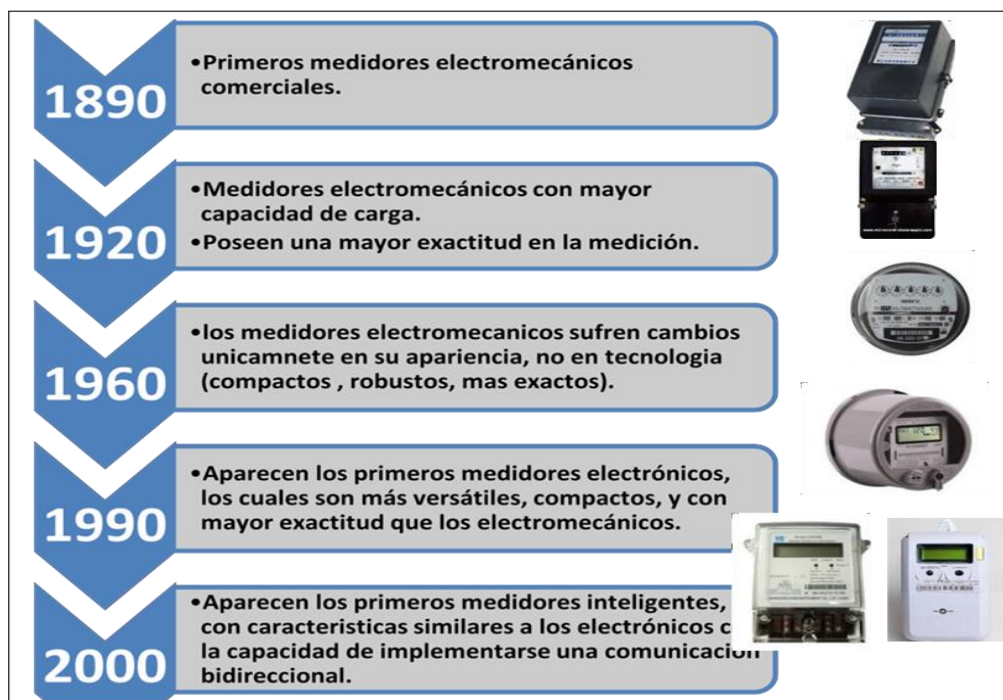 1890
•Primeros medidores electromecánicos
comerciales.
1920
•Medidores electromecánicos con mayor
capacidad de carga.
•Poseen una mayor exactitud en la medición.
1960
•los medidores electromecanicos sufren cambios
unicamnete en su apariencia, no en tecnologia
(compactos , robustos, mas exactos).
1990
•Aparecen los primeros medidores electrónicos,
los cuales son más versátiles, compactos, y con
mayor exactitud que los electromecánicos.
2000
•Aparecen los primeros medidores inteligentes,
con caracteristicas similares a los electrónicos
la capacidad de implementarse una comunicación
bidireccional.